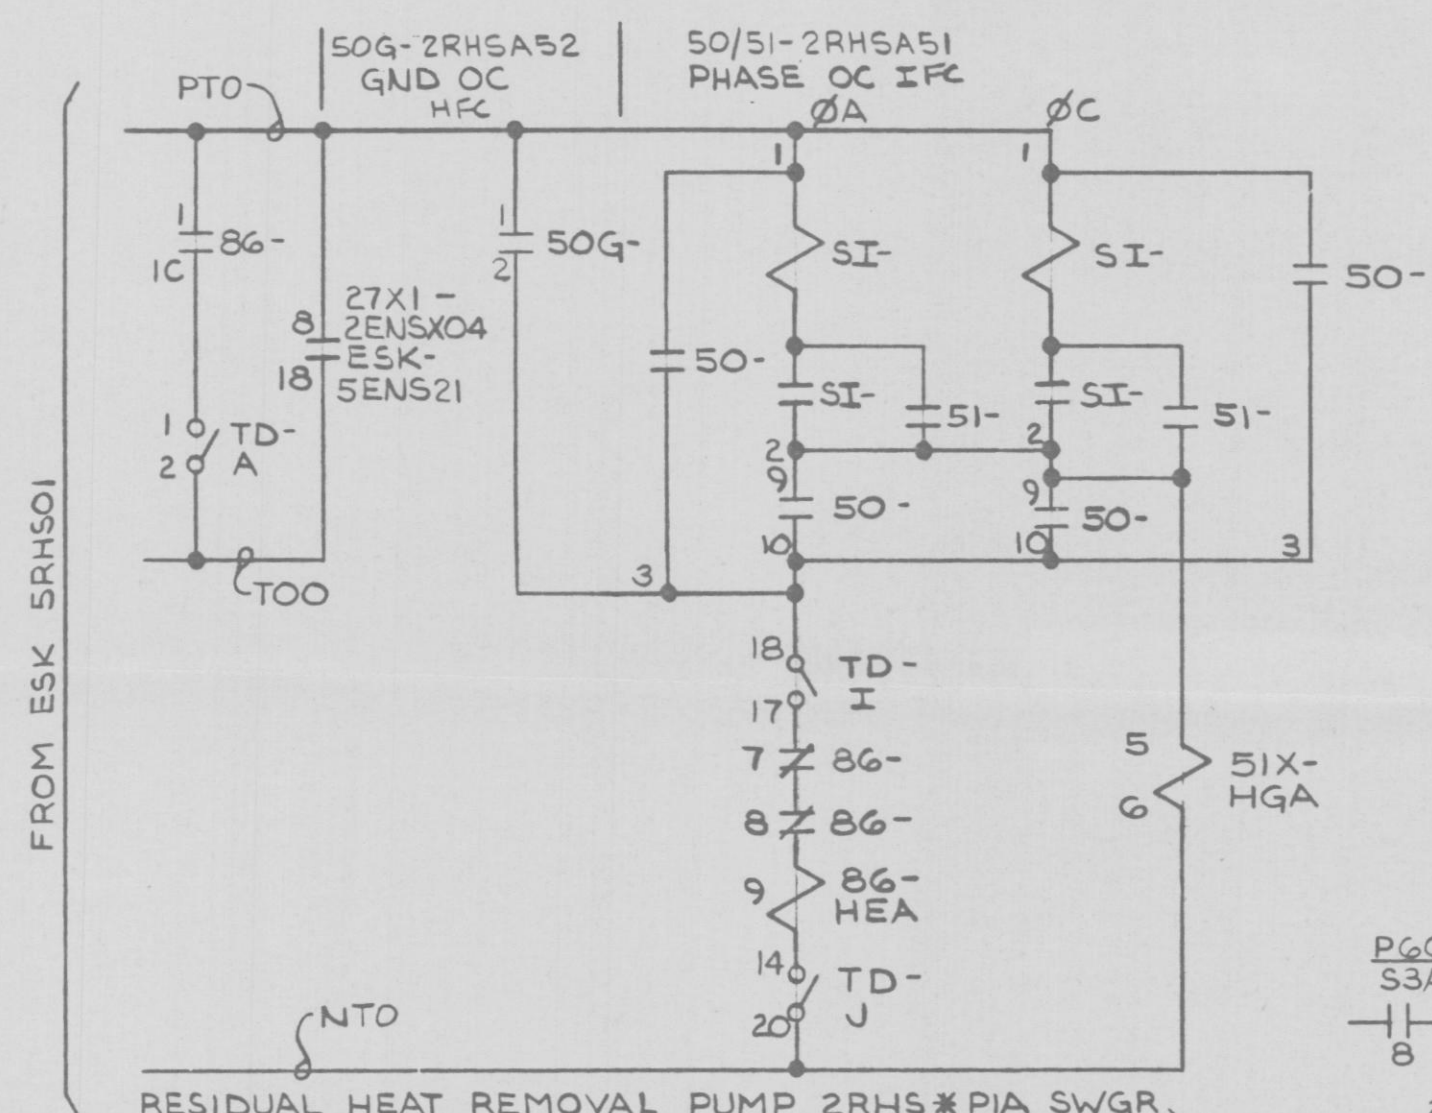 50G-2RHSA52
GND OC
HFC
50/51-2RHSA51
PHASE OC IFC
ØA
ØC
PTO
1
1
1
86-
1C
1
50G-
2
SI-
SI-
50-
27X1-
2ENSX04
ESK-
5ENS21
8
18
50-
SI-
51-
SI-
51-
1
2
TD-
A
2
9
50-
10
2
9
50-
10
3
3
TOO
FROM ESK 5RHS01
18
TD-
I
17
7
86-
8
86-
9
86-
HEA
5
6
51X-
HGA
14
TD-
J
20
NTO
S3A
8
RESIDUAL HEAT REMOVAL PUMP 2RHS*PIA SWGR.